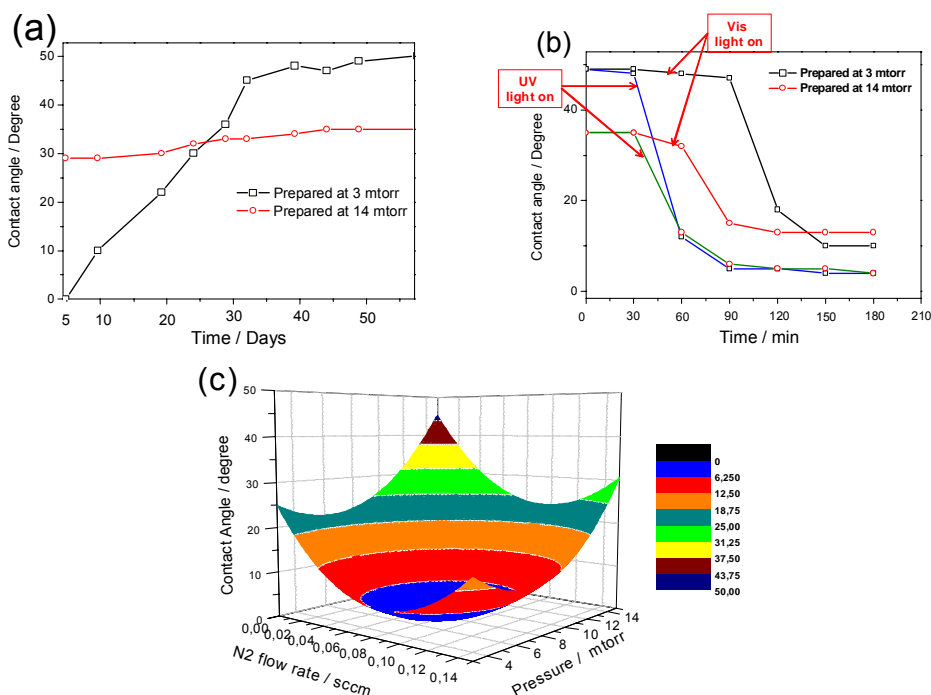 (a)
50
40
30
20
10
0
Contact angle / Degree
Prepared at 3 mtorr
Prepared at 14 mtorr
5 10 20 30 40 50
Time / Days
(b)
Vis
light on
UV
light on
Prepared at 3 mtorr
Prepared at 14 mtorr
40
20
0
Contact angle / Degree
0 30 60 90 120 150 180 210
Time / min
(c)
50
40
30
20
10
0
Contact Angle / degree
0,00 0,02 0,04 0,06 0,08 0,10 0,12 0,14
N2 flow rate / sccm
4 6 8 10 12 14
Pressure / mtorr
0
6,250
12,50
18,75
25,00
31,25
37,50
43,75
50,00